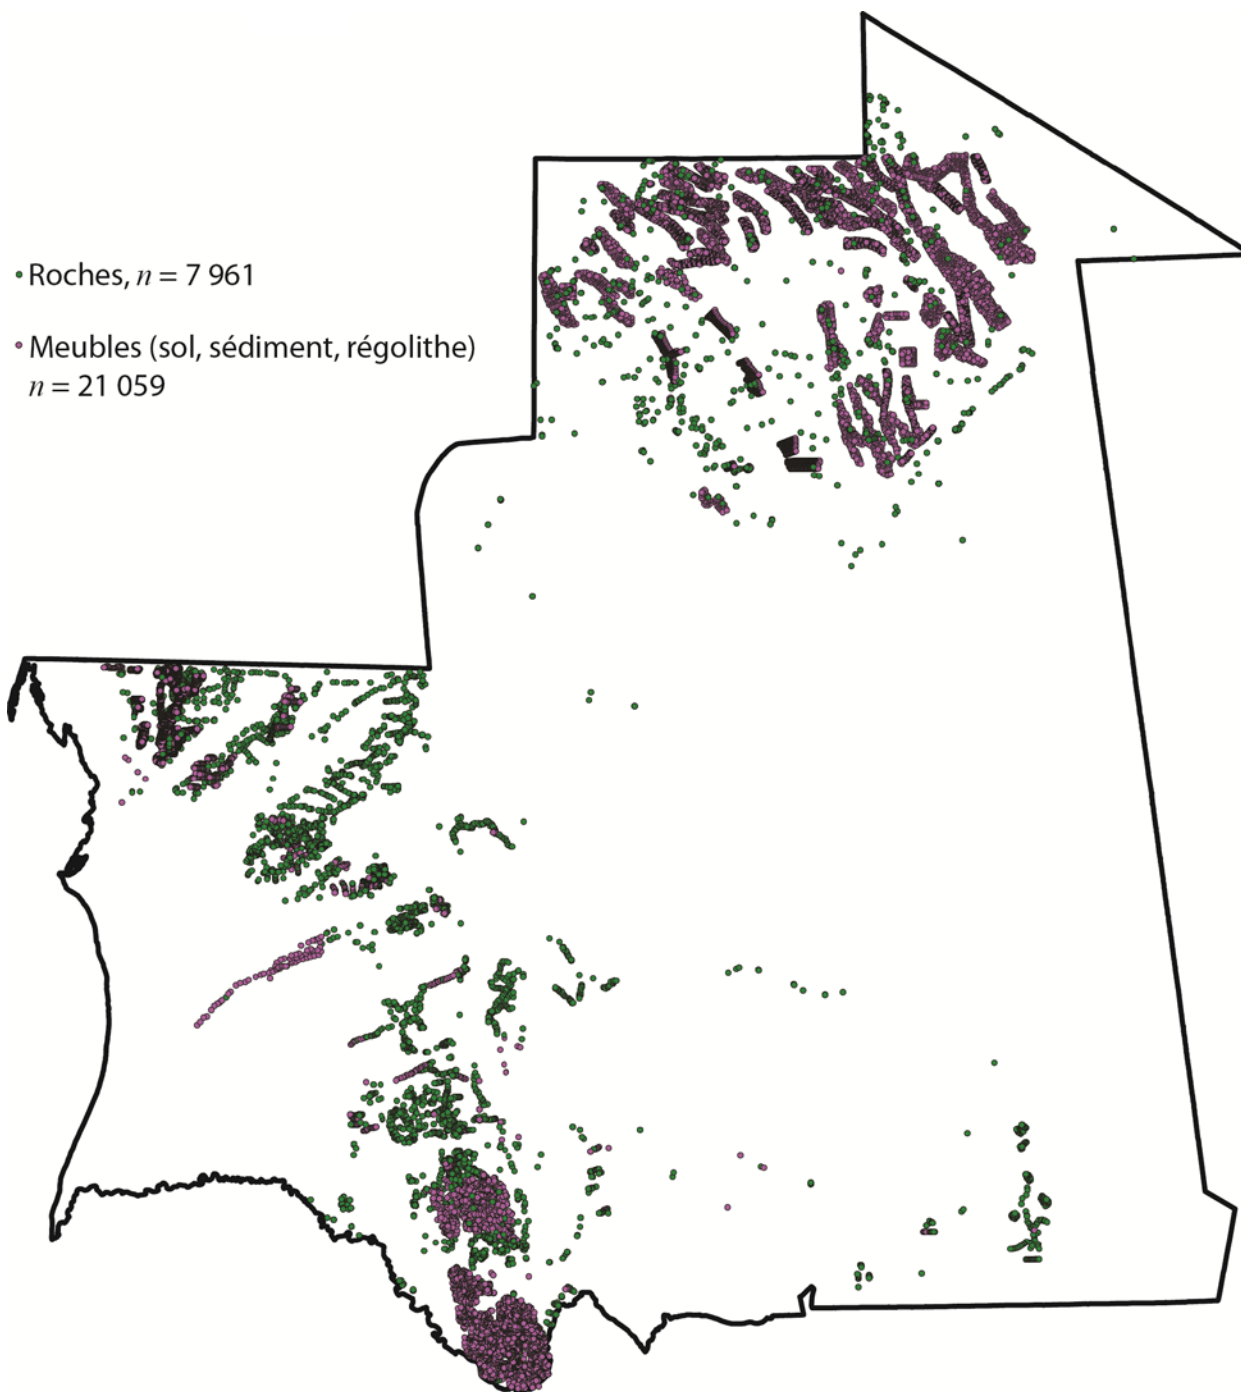 Roches, n = 7 961
Meubles (sol, sédiment, régolithe)
n = 21 059